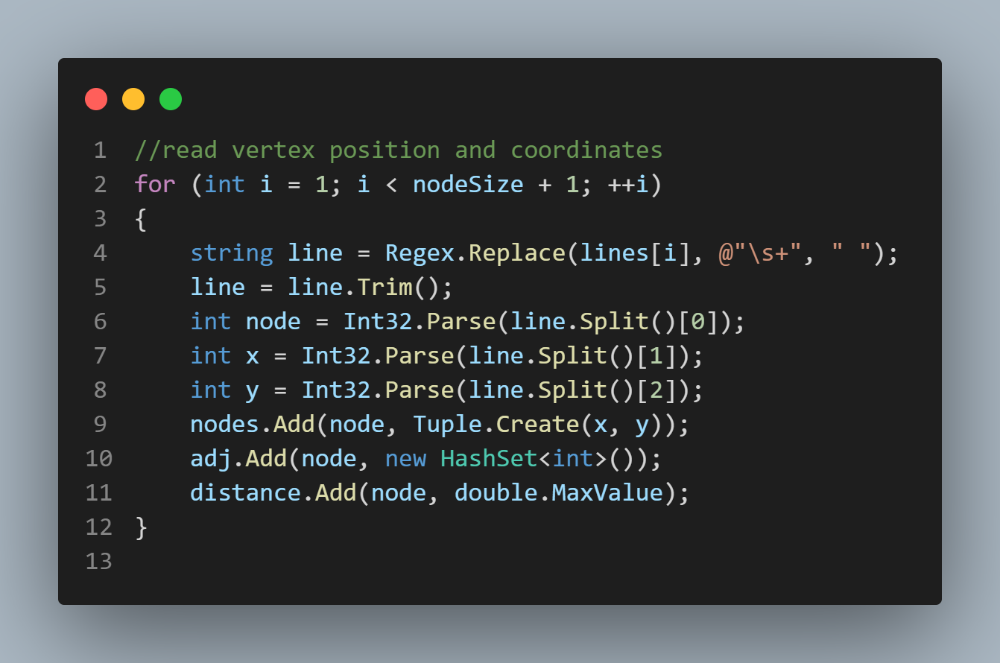 1 //read vertex position and coordinates
2 for (int i = 1; i < nodeSize + 1; ++i)
3 {
4     string line = Regex.Replace(lines[i], @"\s+", " ");
5     line = line.Trim();
6     int node = Int32.Parse(line.Split()[0]);
7     int x = Int32.Parse(line.Split()[1]);
8     int y = Int32.Parse(line.Split()[2]);
9     nodes.Add(node, Tuple.Create(x, y));
10     adj.Add(node, new HashSet<int>());
11     distance.Add(node, double.MaxValue);
12 }
13